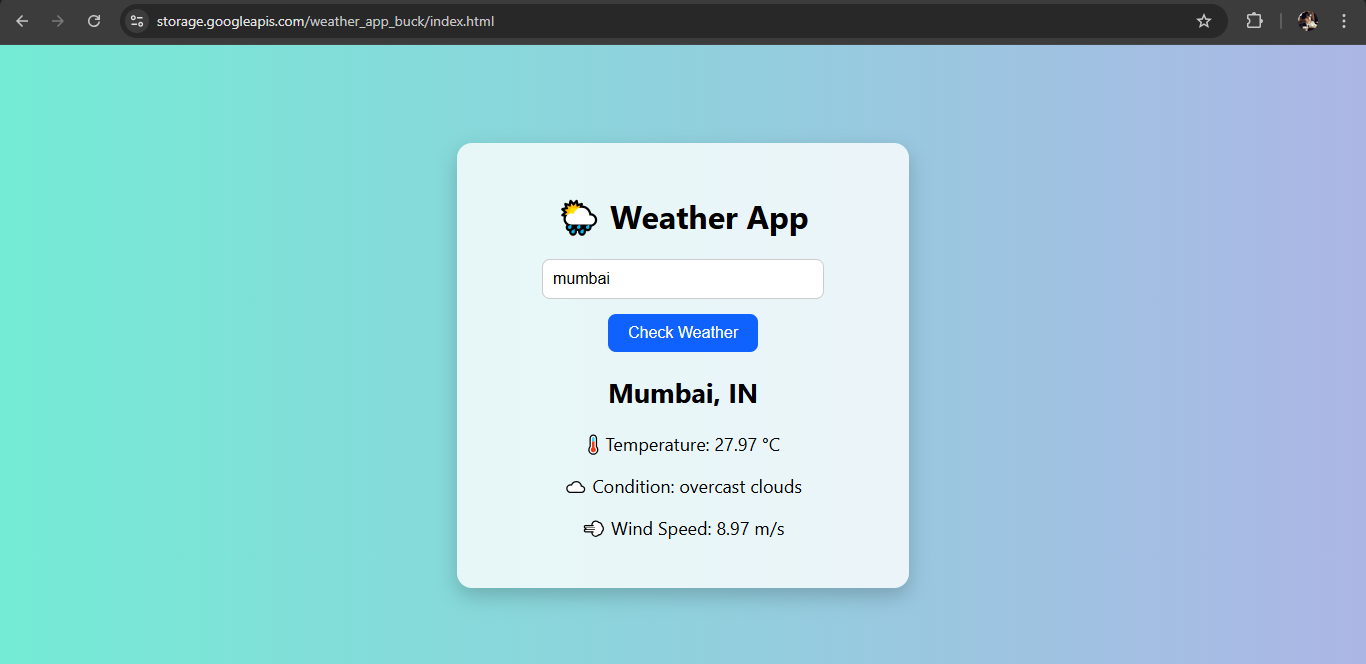 storage.googleapis.com/weather_app_buck/index.html
Weather App
mumbai
Check Weather
Mumbai, IN
Temperature: 27.97 °C
Condition: overcast clouds
Wind Speed: 8.97 m/s